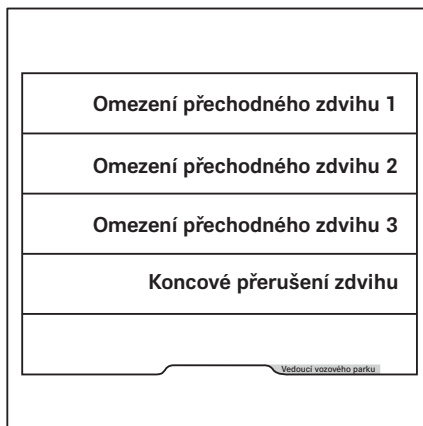 Omezení přechodného zdvihu 1
Omezení přechodného zdvihu 2
Omezení přechodného zdvihu 3
Koncové přerušení zdvihu
Vedoucí vozového parku